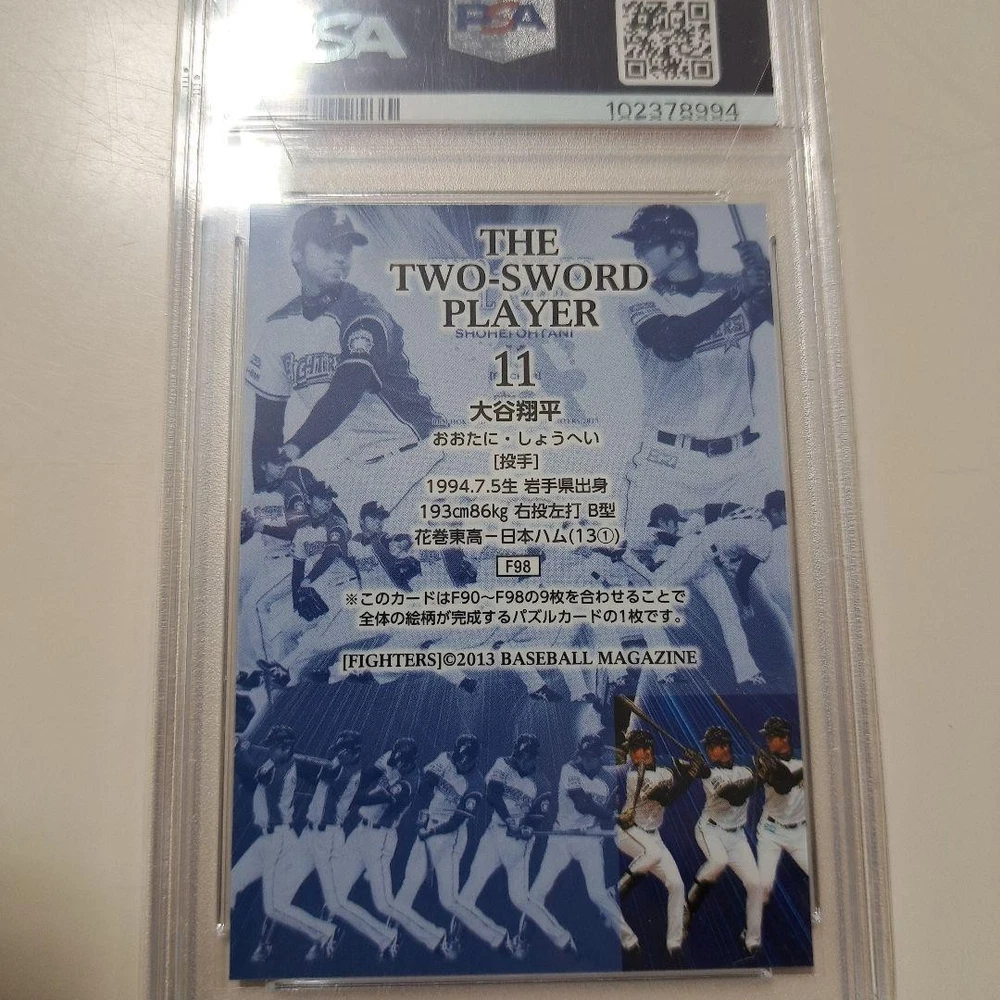 PSA
PSA
102378994
THE
TWO-SWORD
PLAYER
SHOHEI OHTANI
11
大谷翔平
おおたに・しょうへい
[投手]
1994.7.5生 岩手県出身
193㎝86㎏ 右投左打 B型
花巻東高－日本ハム(13①)
F98
※このカードはF90～F98の9枚を合わせることで
全体の絵柄が完成するパズルカードの1枚です。
[FIGHTERS]©2013 BASEBALL MAGAZINE